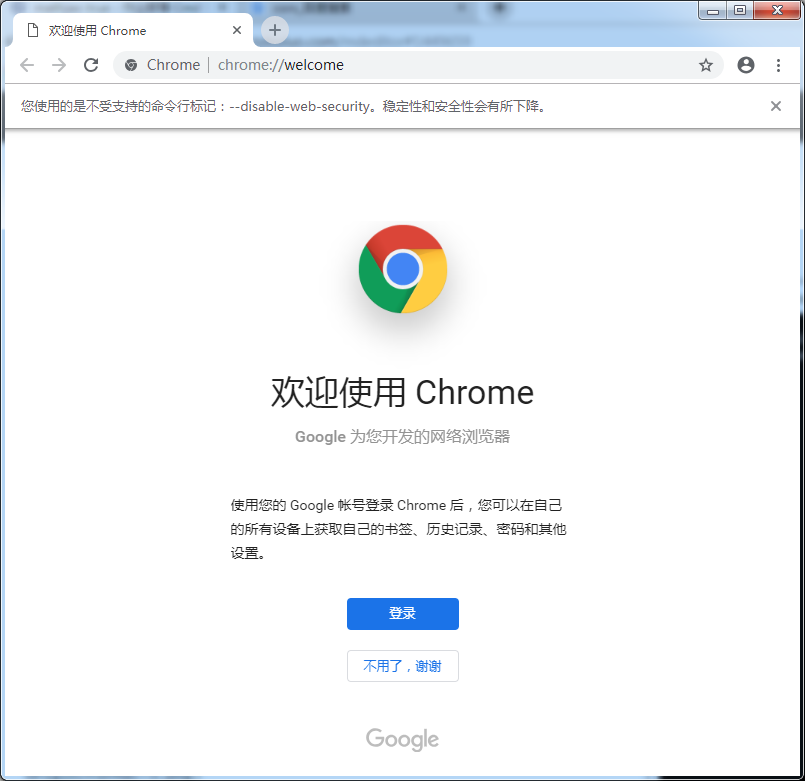 欢迎使用 Chrome
Chrome | chrome://welcome
您使用的是不受支持的命令行标记：--disable-web-security。稳定性和安全性会有所下降。
欢迎使用 Chrome
Google 为您开发的网络浏览器
使用您的 Google 帐号登录 Chrome 后，您可以在自己
的所有设备上获取自己的书签、历史记录、密码和其他
设置。
登录
不用了，谢谢
Google